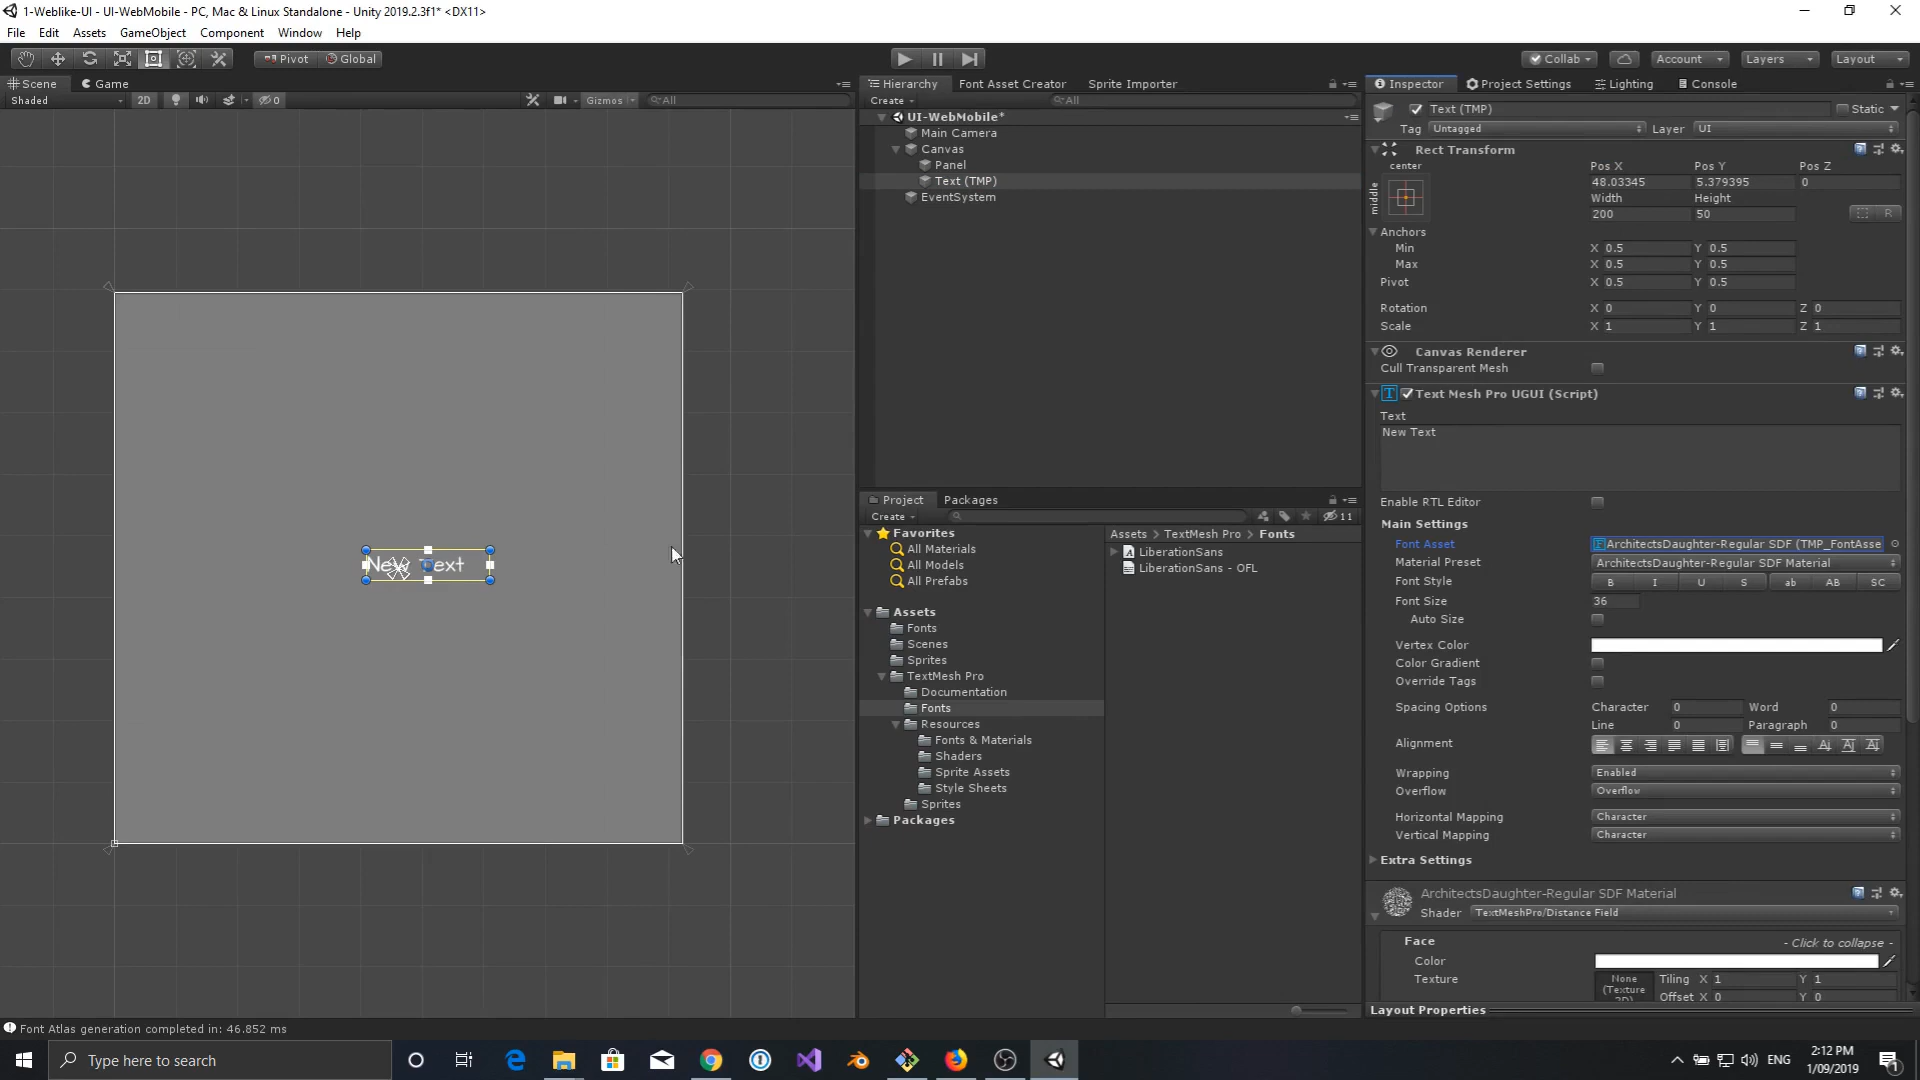 1-Weblike-UI - UI-WebMobile - PC, Mac & Linux Standalone - Unity 2019.2.3f1* <DX11>
File Edit Assets GameObject Component Window Help
Pivot Global Collab Account Layers Layout
Scene Game
Shaded 2D 0 Gizmos All
Hierarchy Font Asset Creator Sprite Importer
Create All
UI-WebMobile*
Main Camera
Canvas
Panel
Text (TMP)
EventSystem
New Text
Project Packages
Create 11
Favorites
All Materials
All Models
All Prefabs
Assets
Fonts
Scenes
Sprites
TextMesh Pro
Documentation
Fonts
Resources
Fonts & Materials
Shaders
Sprite Assets
Style Sheets
Sprites
Packages
Assets > TextMesh Pro > Fonts
LiberationSans
LiberationSans - OFL
Inspector Project Settings Lighting Console
Text (TMP) Static
Tag Untagged Layer UI
Rect Transform
center Pos X Pos Y Pos Z
middle 48.03345 5.379395 0
Width Height
200 50 R
Anchors
Min X 0.5 Y 0.5
Max X 0.5 Y 0.5
Pivot X 0.5 Y 0.5
Rotation X 0 Y 0 Z 0
Scale X 1 Y 1 Z 1
Canvas Renderer
Cull Transparent Mesh
Text Mesh Pro UGUI (Script)
Text
New Text
Enable RTL Editor
Main Settings
Font Asset ArchitectsDaughter-Regular SDF (TMP_FontAsse
Material Preset ArchitectsDaughter-Regular SDF Material
Font Style B I U S ab AB SC
Font Size 36
Auto Size
Vertex Color
Color Gradient
Override Tags
Spacing Options Character 0 Word 0
Line 0 Paragraph 0
Alignment
Wrapping Enabled
Overflow Overflow
Horizontal Mapping Character
Vertical Mapping Character
Extra Settings
ArchitectsDaughter-Regular SDF Material
Shader TextMeshPro/Distance Field
Face - Click to collapse -
Color
Texture None (Texture 2D) Tiling X 1 Y 1
Offset X 0 Y 0
Layout Properties
Font Atlas generation completed in: 46.852 ms
Type here to search
ENG
2:12 PM
1/09/2019
1